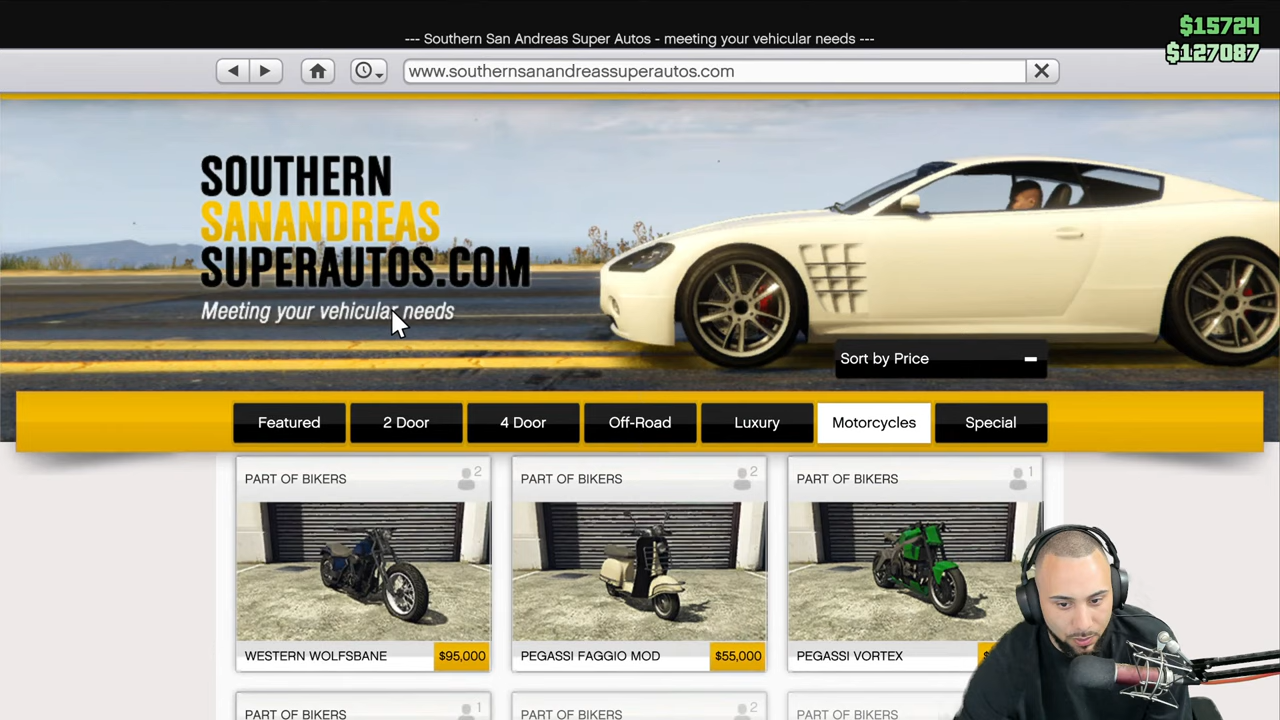 $15724
--- Southern San Andreas Super Autos - meeting your vehicular needs ---
$127087
www.southernsanandreassuperautos.com
SOUTHERN
SANANDREAS
SUPERAUTOS.COM
Meeting your vehicular needs
Sort by Price
Featured
2 Door
4 Door
Off-Road
Luxury
Motorcycles
Special
PART OF BIKERS
2
PART OF BIKERS
2
PART OF BIKERS
1
WESTERN WOLFSBANE
$95,000
PEGASSI FAGGIO MOD
$55,000
PEGASSI VORTEX
PART OF BIKERS
1
PART OF BIKERS
2
PART OF BIKERS